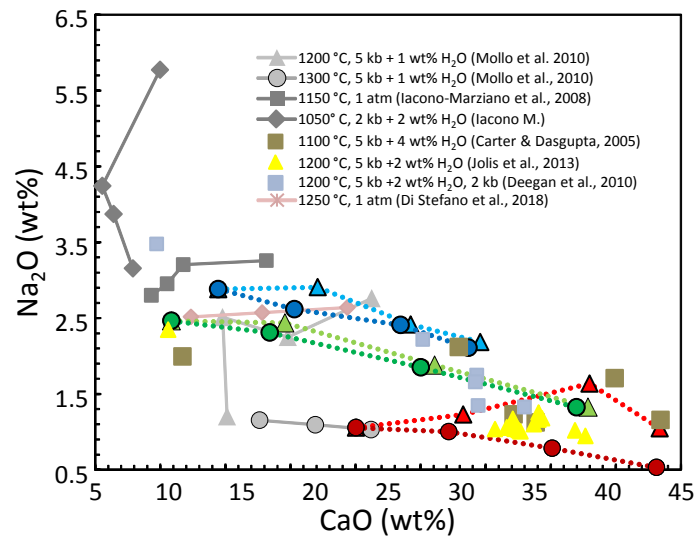 6.5
5.5
4.5
3.5
2.5
1.5
0.5
Na₂O (wt%)
1200 °C, 5 kb + 1 wt% H₂O (Mollo et al. 2010)
1300 °C, 5 kb + 1 wt% H₂O (Mollo et al., 2010)
1150 °C, 1 atm (Iacono-Marziano et al., 2008)
1050° C, 2 kb + 2 wt% H₂O (Iacono M.)
1100 °C, 5 kb + 4 wt% H₂O (Carter & Dasgupta, 2005)
1200 °C, 5 kb +2 wt% H₂O (Jolis et al., 2013)
1200 °C, 5 kb +2 wt% H₂O, 2 kb (Deegan et al., 2010)
1250 °C, 1 atm (Di Stefano et al., 2018)
5 10 15 20 25 30 35 40 45
CaO (wt%)